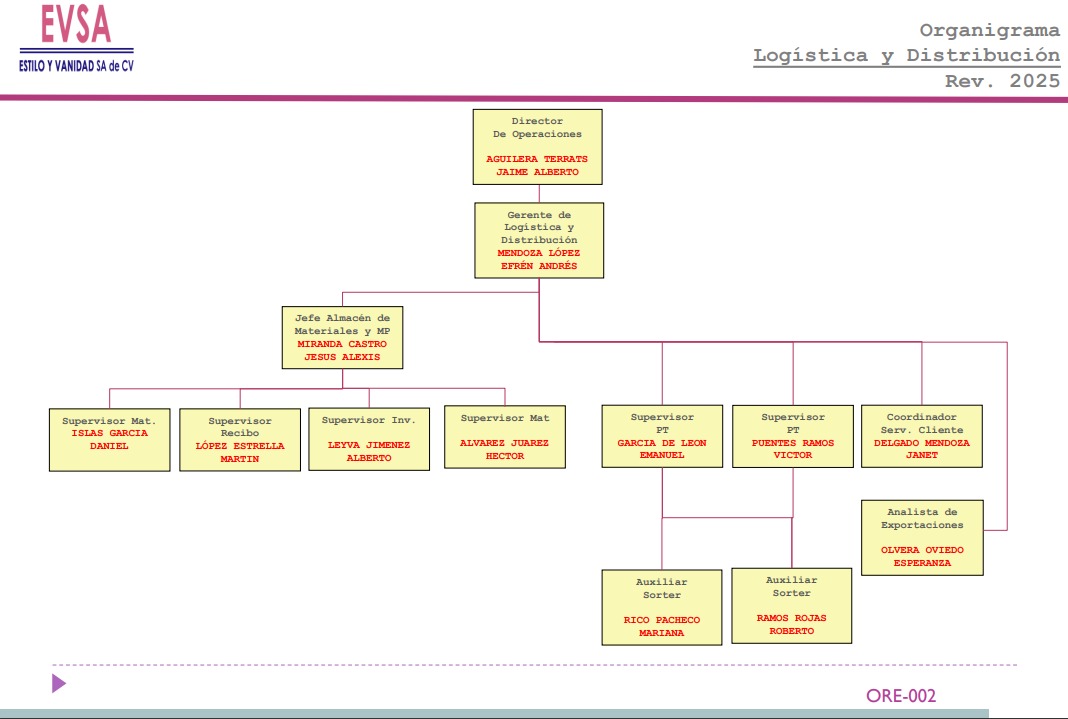 EVSA
ESTILO Y VANIDAD SA de CV
Organigrama
Logística y Distribución
Rev. 2025
Director
De Operaciones
AGUILERA TERRATS
JAIME ALBERTO
Gerente de
Logística y
Distribución
MENDOZA LÓPEZ
EFRÉN ANDRÉS
Jefe Almacén de
Materiales y MP
MIRANDA CASTRO
JESUS ALEXIS
Supervisor Mat.
ISLAS GARCIA
DANIEL
Supervisor
Recibo
LÓPEZ ESTRELLA
MARTIN
Supervisor Inv.
LEYVA JIMENEZ
ALBERTO
Supervisor Mat
ALVAREZ JUAREZ
HECTOR
Supervisor
PT
GARCIA DE LEON
EMANUEL
Supervisor
PT
PUENTES RAMOS
VICTOR
Coordinador
Serv. Cliente
DELGADO MENDOZA
JANET
Analista de
Exportaciones
OLVERA OVIEDO
ESPERANZA
Auxiliar
Sorter
RICO PACHECO
MARIANA
Auxiliar
Sorter
RAMOS ROJAS
ROBERTO
ORE-002